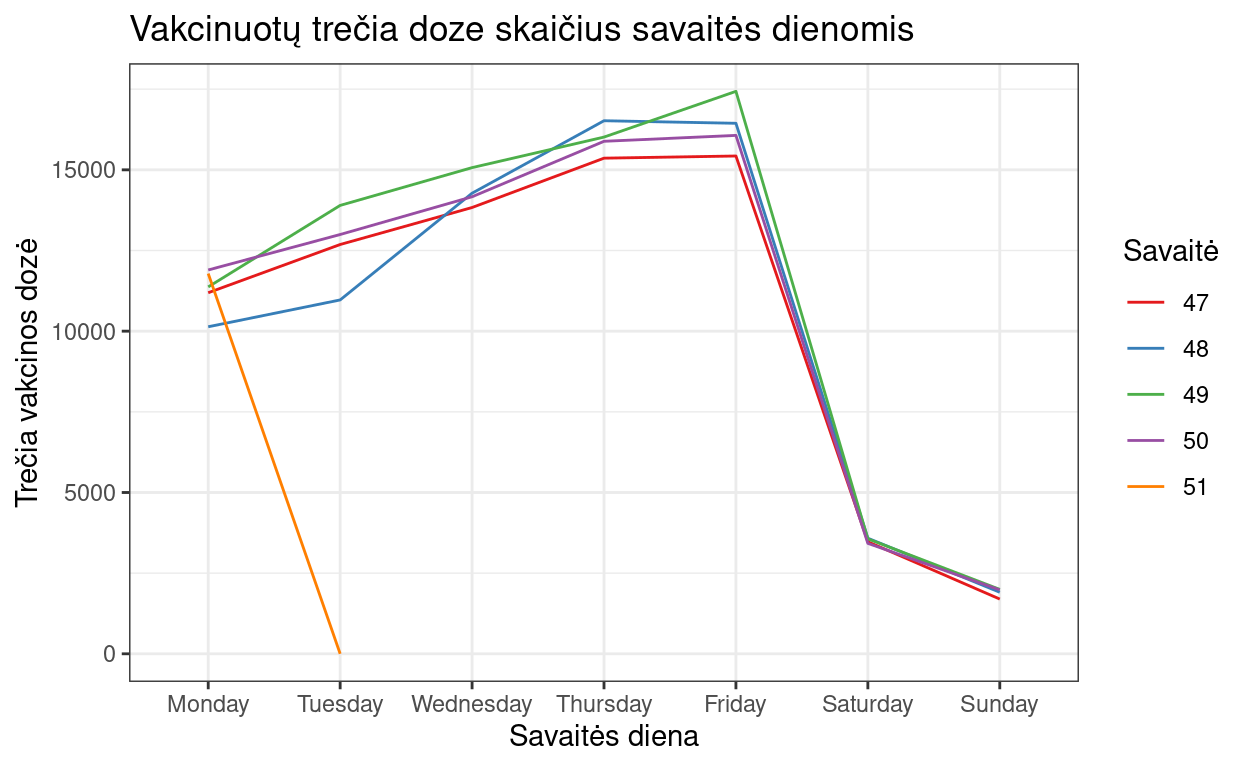 Vakcinuotų trečia doze skaičius savaitės dienomis
Trečia vakcinos dozė
15000
10000
5000
0
Monday Tuesday Wednesday Thursday Friday Saturday Sunday
Savaitės diena
Savaitė
47
48
49
50
51